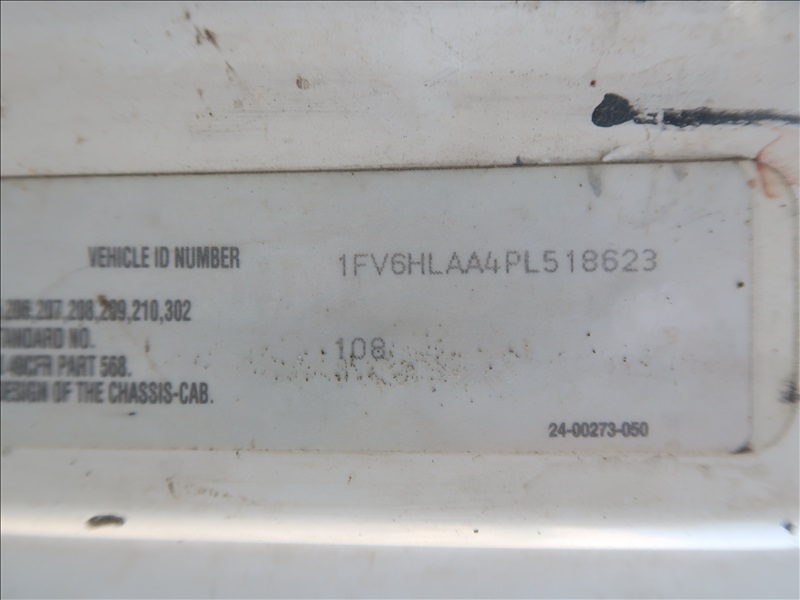 VEHICLE ID NUMBER 1FV6HLAA4PL518623
,206,207,208,209,210,302
STANDARD NO. 108
49CFR PART 568.
DESIGN OF THE CHASSIS-CAB.
24-00273-050